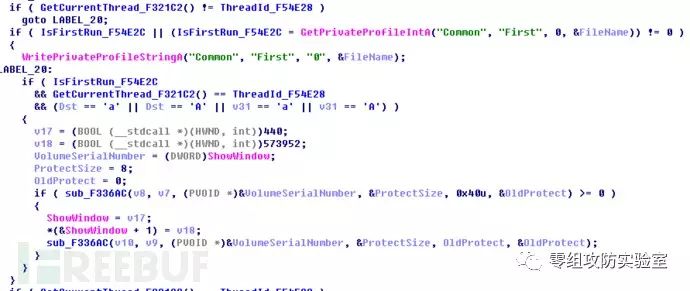 if ( GetCurrentThread_F321C2() != ThreadId_F54E28 )
goto LABEL_20;
if ( IsFirstRun_F54E2C || (IsFirstRun_F54E2C = GetPrivateProfileIntA("Common", "First", 0, &FileName)) != 0 )
{
WritePrivateProfileStringA("Common", "First", "0", &FileName);
LABEL_20:
if ( IsFirstRun_F54E2C
&& GetCurrentThread_F321C2() == ThreadId_F54E28
&& (Dst == 'a' || Dst == 'A' || v31 == 'a' || v31 == 'A') )
{
v17 = (BOOL (__stdcall *)(HWND, int))440;
v18 = (BOOL (__stdcall *)(HWND, int))573952;
VolumeSerialNumber = (DWORD)ShowWindow;
ProtectSize = 8;
OldProtect = 0;
if ( sub_F336AC(v8, v7, (PVOID *)&VolumeSerialNumber, &ProtectSize, 0x40u, &OldProtect) >= 0 )
{
ShowWindow = v17;
*(&ShowWindow + 1) = v18;
sub_F336AC(v10, v9, (PVOID *)&VolumeSerialNumber, &ProtectSize, OldProtect, &OldProtect);
}
}
}
REEBUF
零组攻防实验室